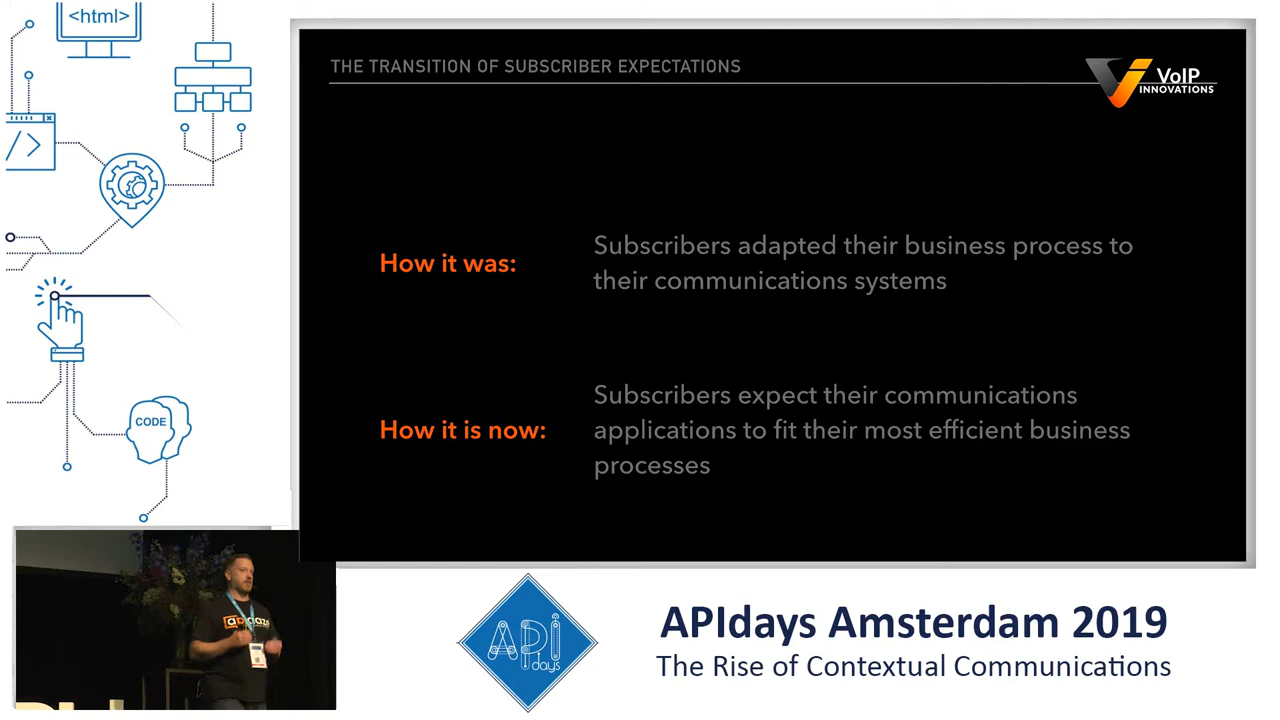 <html>
THE TRANSITION OF SUBSCRIBER EXPECTATIONS
VoIP
INNOVATIONS
</>
How it was:
Subscribers adapted their business process to
their communications systems
How it is now:
Subscribers expect their communications
applications to fit their most efficient business
processes
CODE
API
days
APIdays Amsterdam 2019
The Rise of Contextual Communications